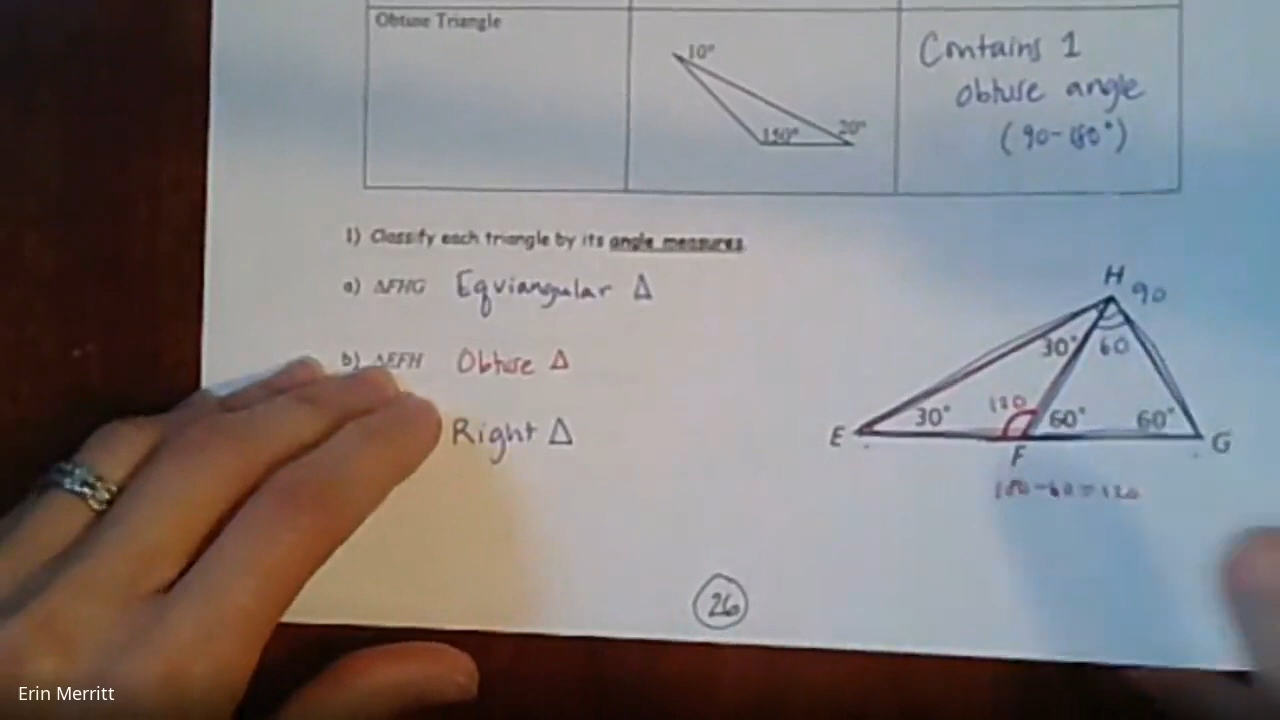 Obtuse Triangle
10°
150°
20°
Contains 1
obtuse angle
(90-180°)
1) Classify each triangle by its angle measures.
a) ΔFHG Equiangular Δ
b) ΔEFH Obtuse Δ
Right Δ
H 90
30° 60
E 30° 120 60° 60° G
F
180-60=120
26
Erin Merritt